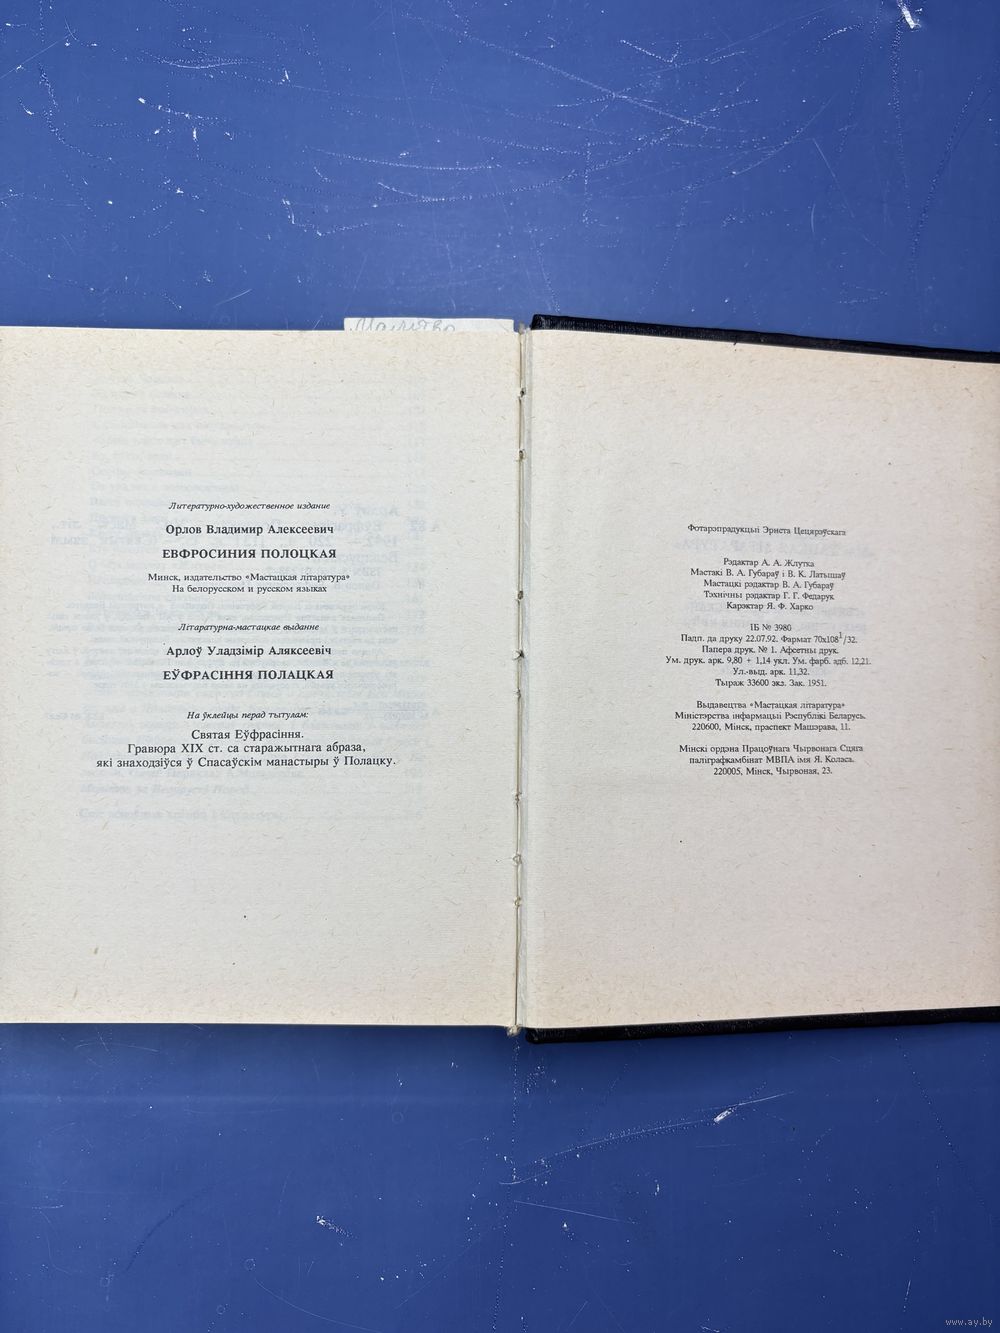 Малітва
Литературно-художественное издание
Орлов Владимир Алексеевич
ЕВФРОСИНИЯ ПОЛОЦКАЯ
Минск, издательство «Мастацкая літаратура»
На белорусском и русском языках
Літаратурна-мастацкае выданне
Арлоў Уладзімір Аляксеевіч
ЕЎФРАСІННЯ ПОЛАЦКАЯ
На ўклейцы перад тытулам:
Святая Еўфрасіння.
Гравюра XIX ст. са старажытнага абраза,
які знаходзіўся ў Спасаўскім манастыры ў Полацку.
Фотарэпрадукцыі Эрнста Цецярэўскага
Рэдактар А. А. Жлутка
Мастакі В. А. Губараў і В. К. Латышаў
Мастацкі рэдактар В. А. Губараў
Тэхнічны рэдактар Г. Г. Федарук
Карэктар Я. Ф. Харко
ІБ № 3980
Падп. да друку 22.07.92. Фармат 70x108¹/32.
Папера друк. № 1. Афсетны друк.
Ум. друк. арк. 9,80 + 1,14 укл. Ум. фарб. адб. 12,21.
Ул.-выд. арк. 11,32.
Тыраж 33600 экз. Зак. 1951.
Выдавецтва «Мастацкая літаратура»
Міністэрства інфармацыі Рэспублікі Беларусь.
220600, Мінск, праспект Машэрава, 11.
Мінскі ордэна Працоўнага Чырвонага Сцяга
паліграфкамбінат МВПА імя Я. Коласа.
220005, Мінск, Чырвоная, 23.
www.ay.by